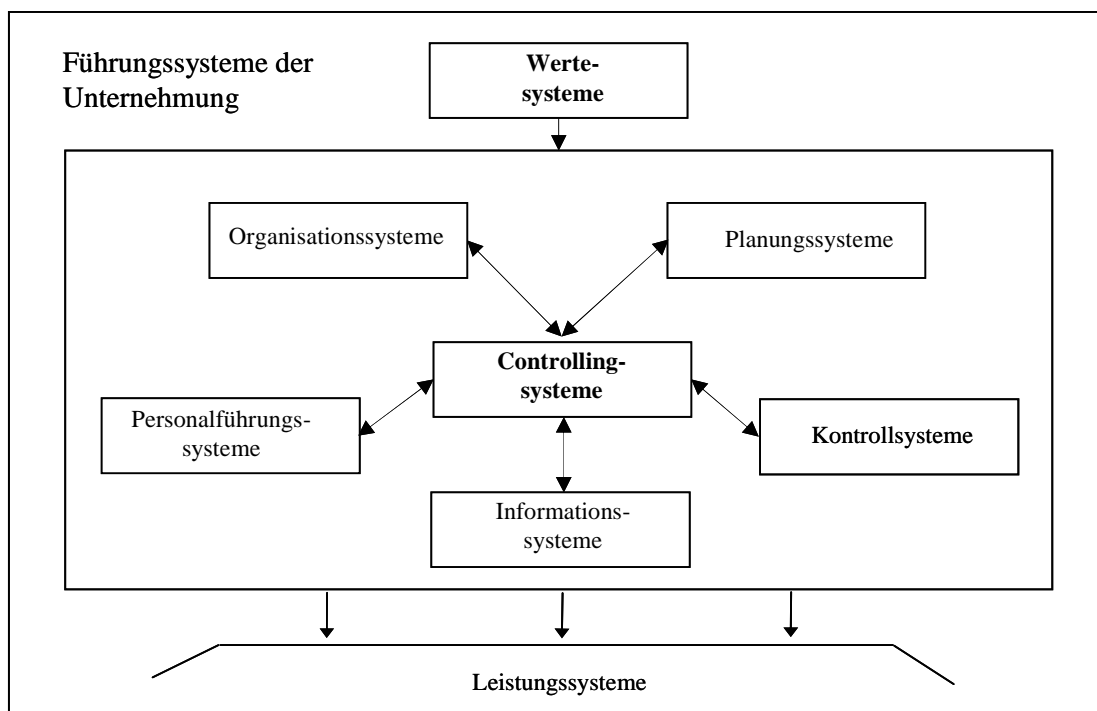 Führungssysteme der
Unternehmung
Werte-
systeme
Organisationssysteme
Planungssysteme
Controlling-
systeme
Personalführungs-
systeme
Kontrollsysteme
Informations-
systeme
Leistungssysteme